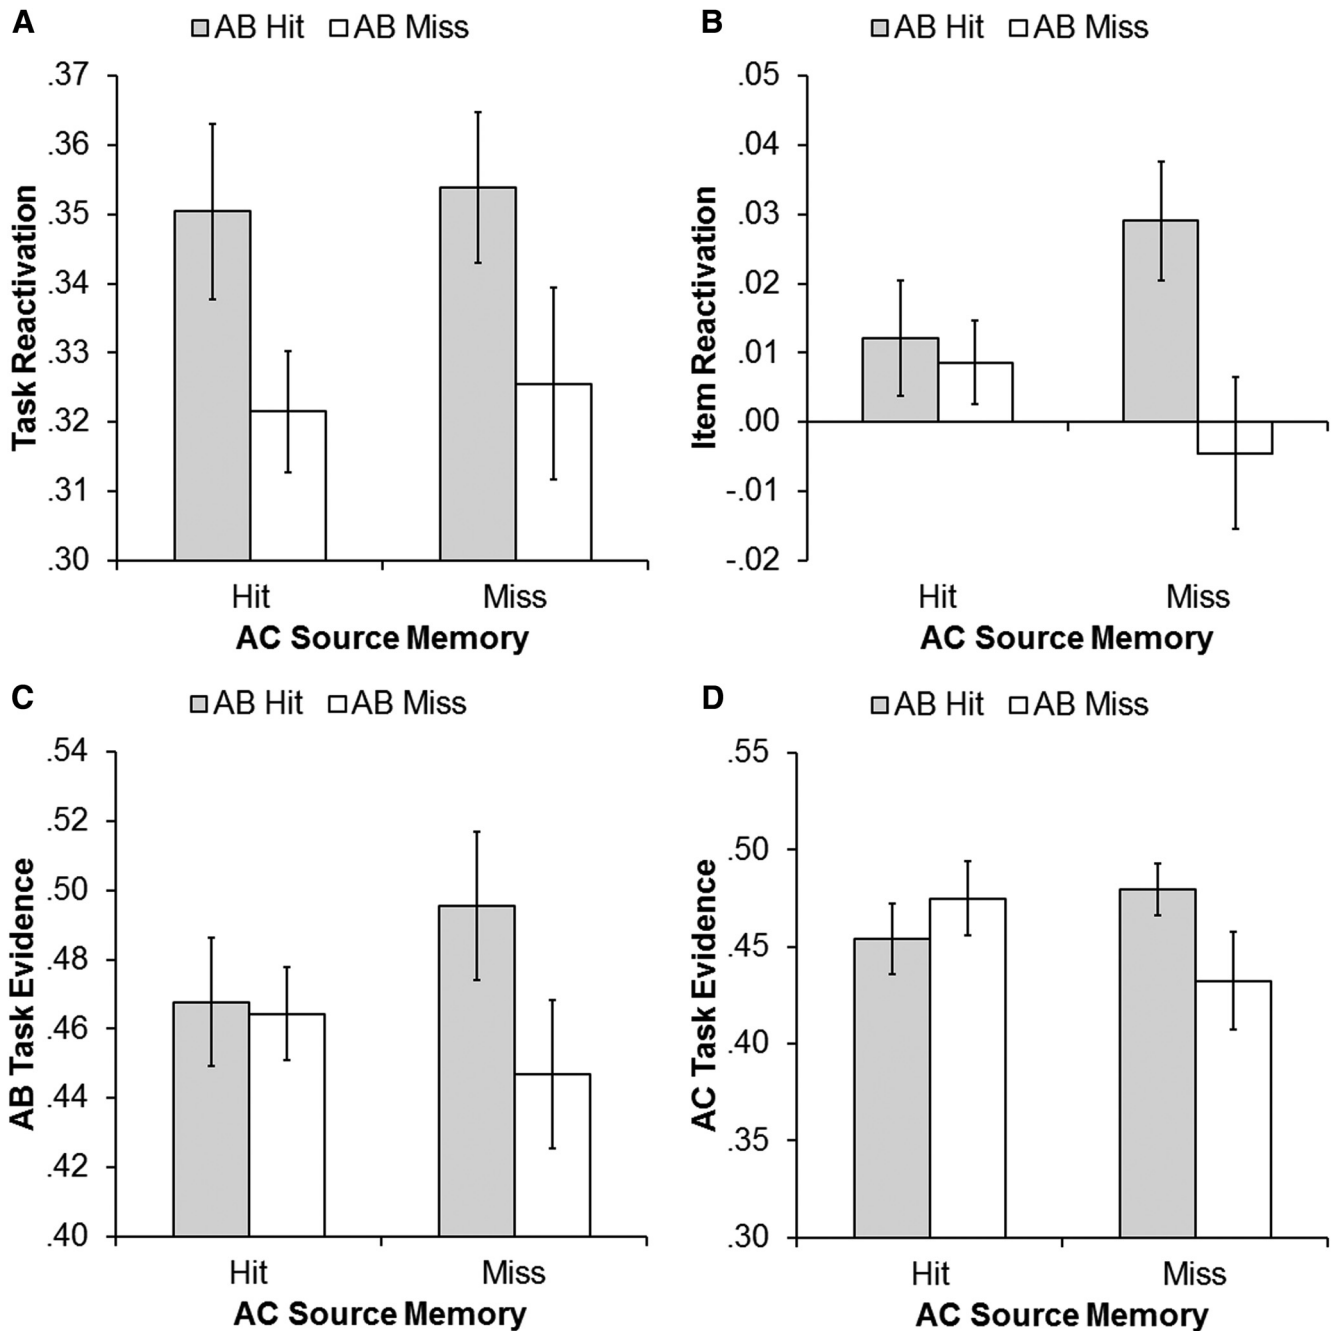 A
AB Hit AB Miss
.37
.36
.35
.34
.33
.32
.31
.30
Task Reactivation
Hit Miss
AC Source Memory
B
AB Hit AB Miss
.05
.04
.03
.02
.01
.00
-.01
-.02
Item Reactivation
Hit Miss
AC Source Memory
C
AB Hit AB Miss
.54
.52
.50
.48
.46
.44
.42
.40
AB Task Evidence
Hit Miss
AC Source Memory
D
AB Hit AB Miss
.55
.50
.45
.40
.35
.30
AC Task Evidence
Hit Miss
AC Source Memory